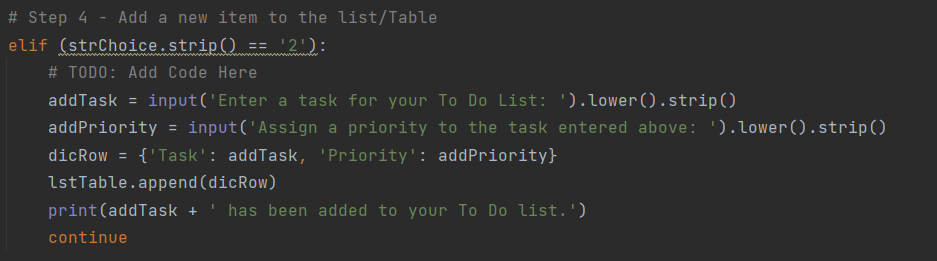 # Step 4 - Add a new item to the list/Table
elif (strChoice.strip() == '2'):
    # TODO: Add Code Here
    addTask = input('Enter a task for your To Do List: ').lower().strip()
    addPriority = input('Assign a priority to the task entered above: ').lower().strip()
    dicRow = {'Task': addTask, 'Priority': addPriority}
    lstTable.append(dicRow)
    print(addTask + ' has been added to your To Do list.')
    continue